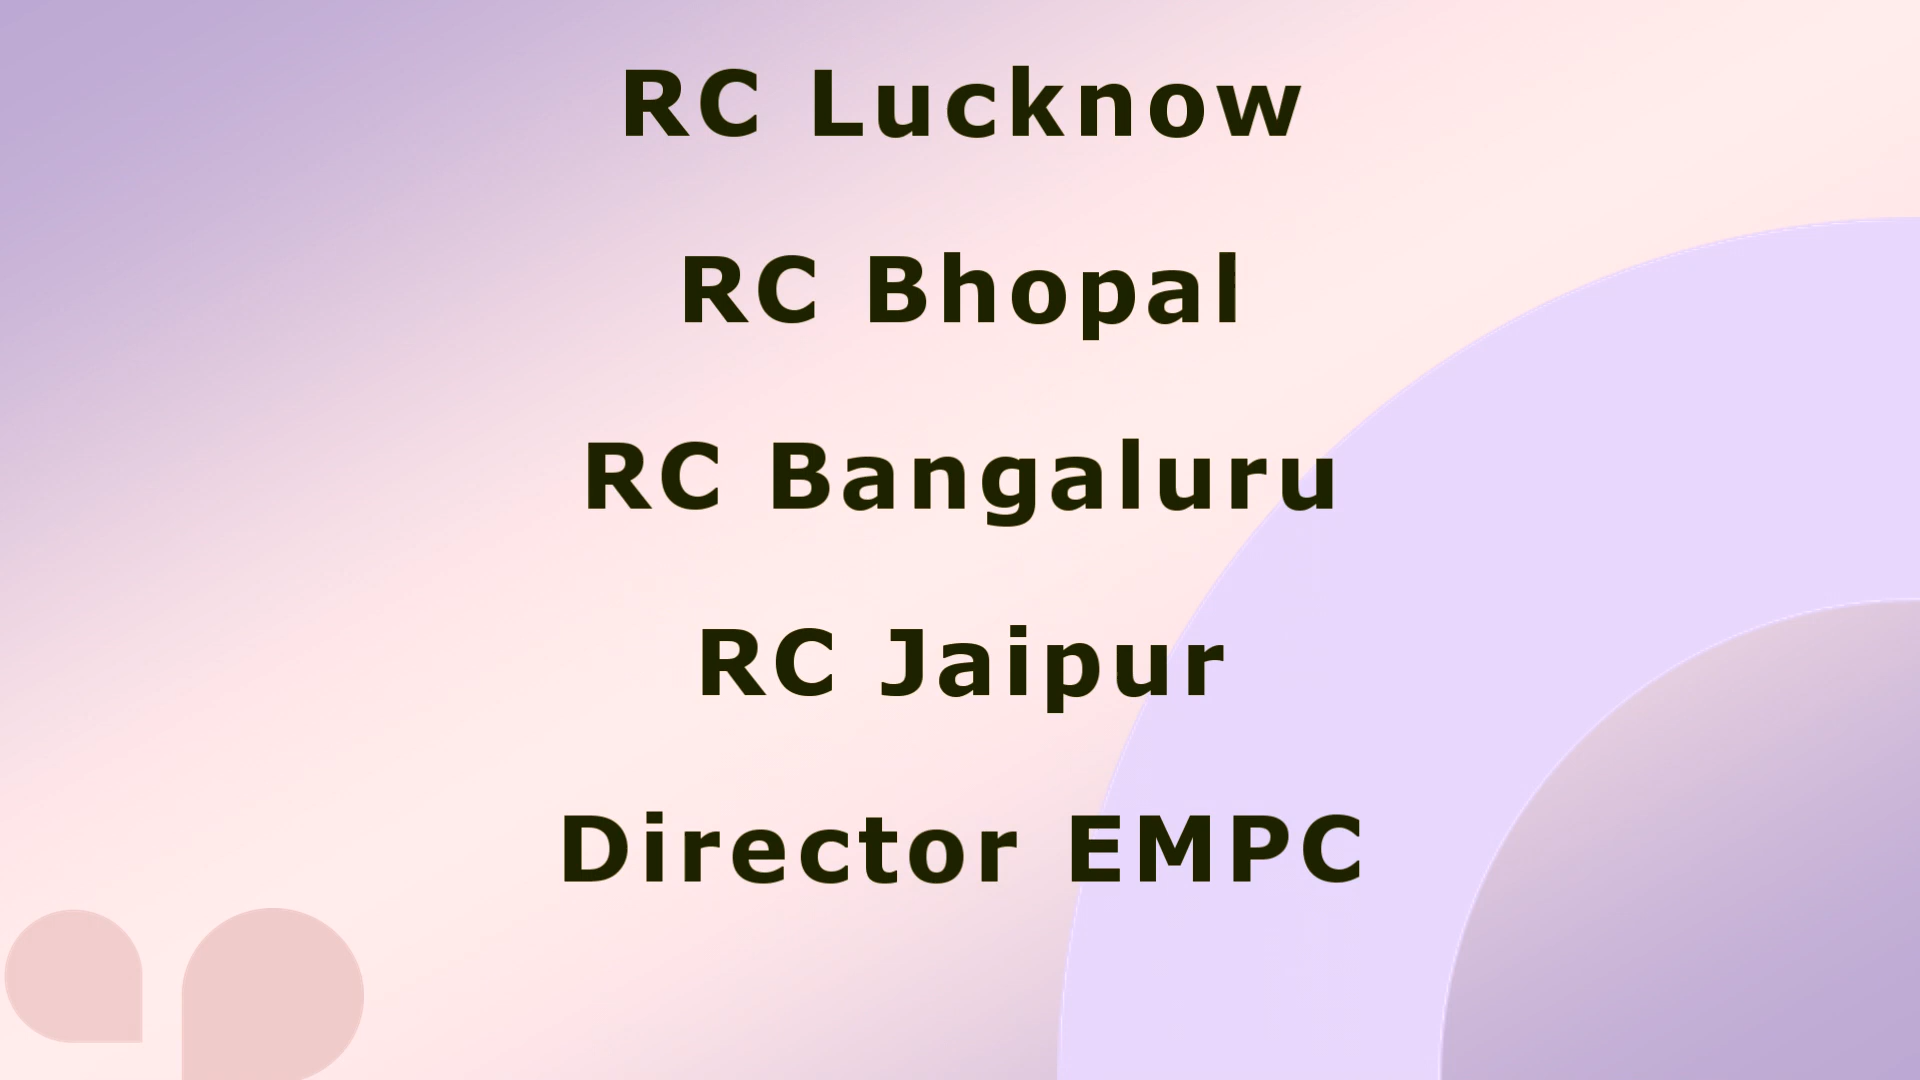 RC Lucknow
RC Bhopal
RC Bangaluru
RC Jaipur
Director EMPC